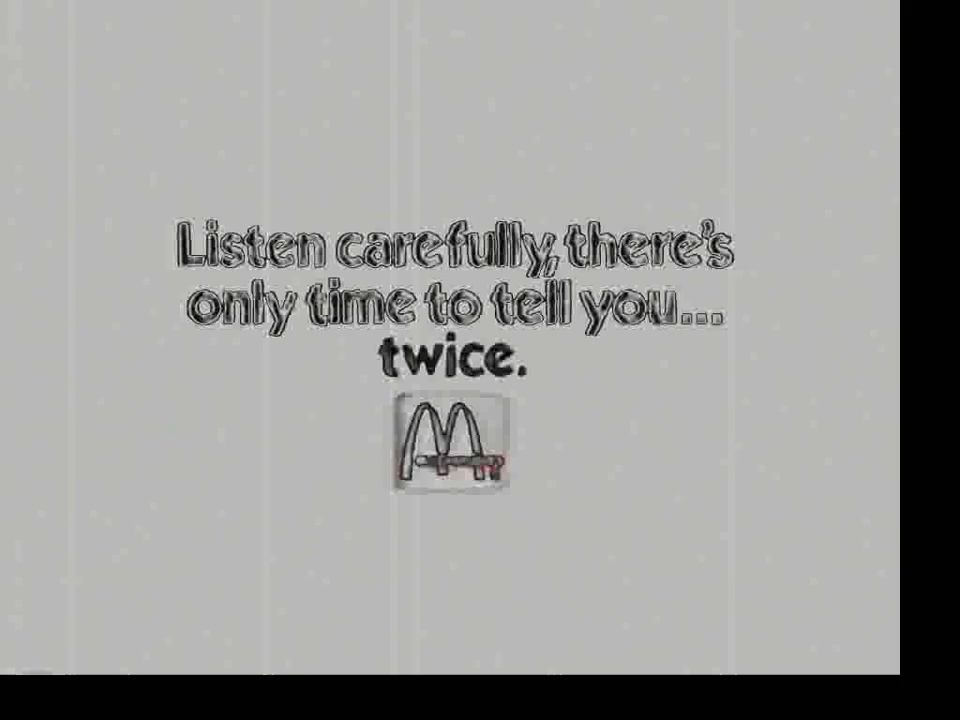 Listen carefully, there's
only time to tell you...
twice.